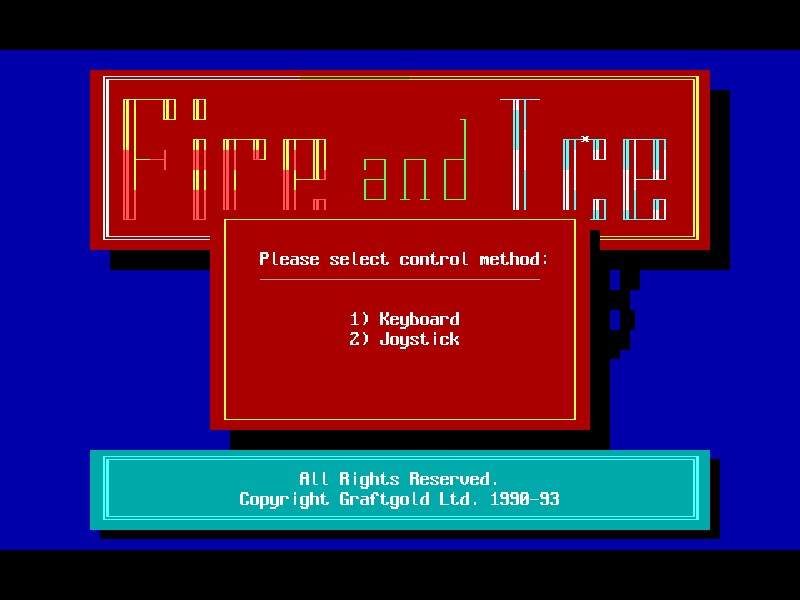 Fire and Ice
Please select control method:
1) Keyboard
2) Joystick
All Rights Reserved.
Copyright Graftgold Ltd. 1990-93